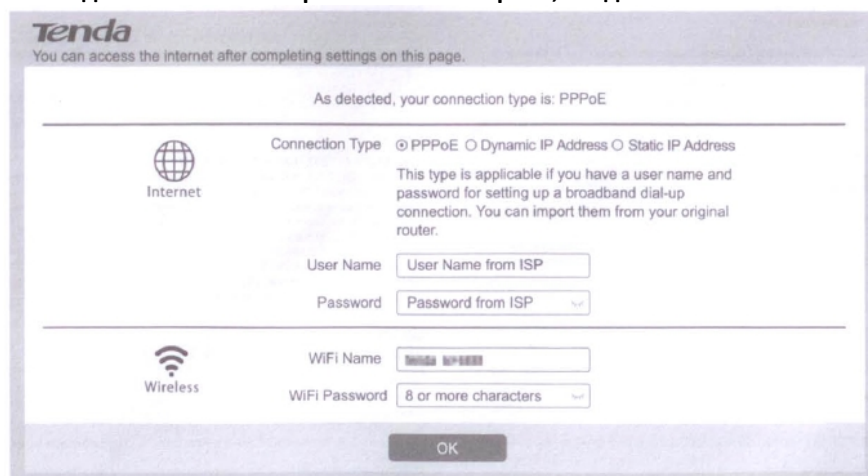 Tenda
You can access the internet after completing settings on this page.
As detected, your connection type is: PPPoE
Internet
Connection Type PPPoE Dynamic IP Address Static IP Address
This type is applicable if you have a user name and
password for setting up a broadband dial-up
connection. You can import them from your original
router.
User Name User Name from ISP
Password Password from ISP
Wireless
WiFi Name
WiFi Password 8 or more characters
OK